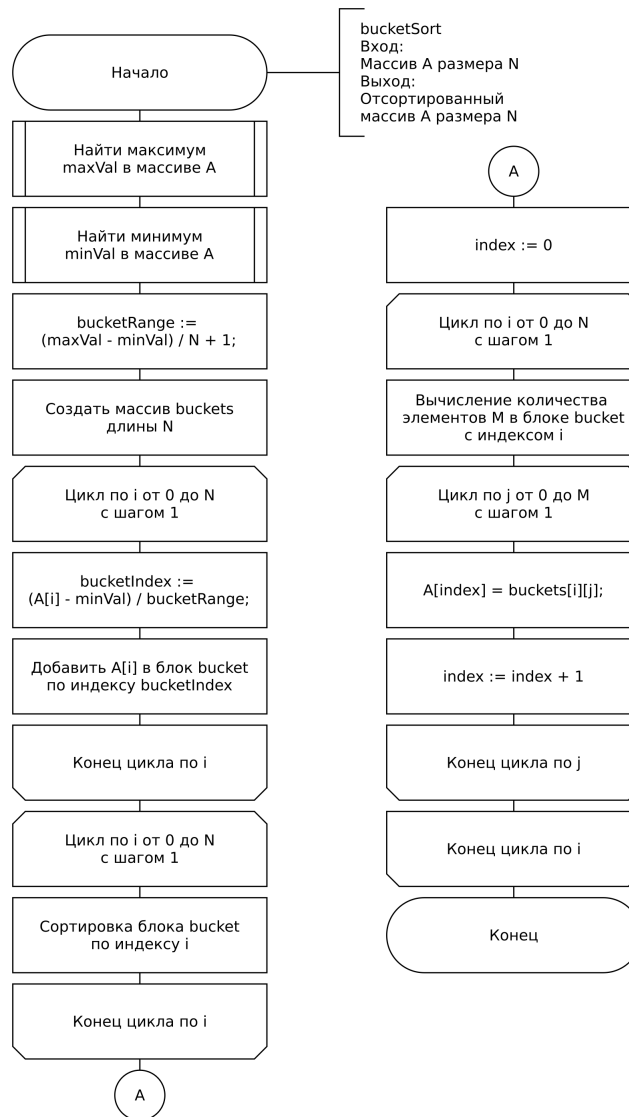 Начало
bucketSort
Вход:
Массив A размера N
Выход:
Отсортированный
массив A размера N
Найти максимум
maxVal в массиве A
Найти минимум
minVal в массиве A
bucketRange :=
(maxVal - minVal) / N + 1;
Создать массив buckets
длины N
Цикл по i от 0 до N
с шагом 1
bucketIndex :=
(A[i] - minVal) / bucketRange;
Добавить A[i] в блок bucket
по индексу bucketIndex
Конец цикла по i
Цикл по i от 0 до N
с шагом 1
Сортировка блока bucket
по индексу i
Конец цикла по i
A
A
index := 0
Цикл по i от 0 до N
с шагом 1
Вычисление количества
элементов M в блоке bucket
с индексом i
Цикл по j от 0 до M
с шагом 1
A[index] = buckets[i][j];
index := index + 1
Конец цикла по j
Конец цикла по i
Конец